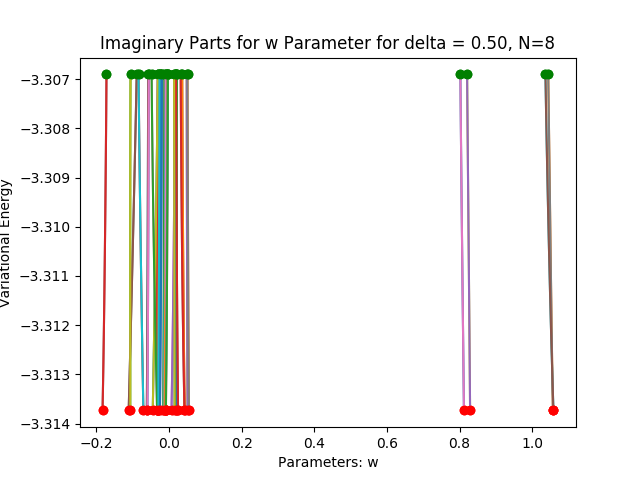 Imaginary Parts for w Parameter for delta = 0.50, N=8
Variational Energy
−3.307
−3.308
−3.309
−3.310
−3.311
−3.312
−3.313
−3.314
−0.2 0.0 0.2 0.4 0.6 0.8 1.0
Parameters: w